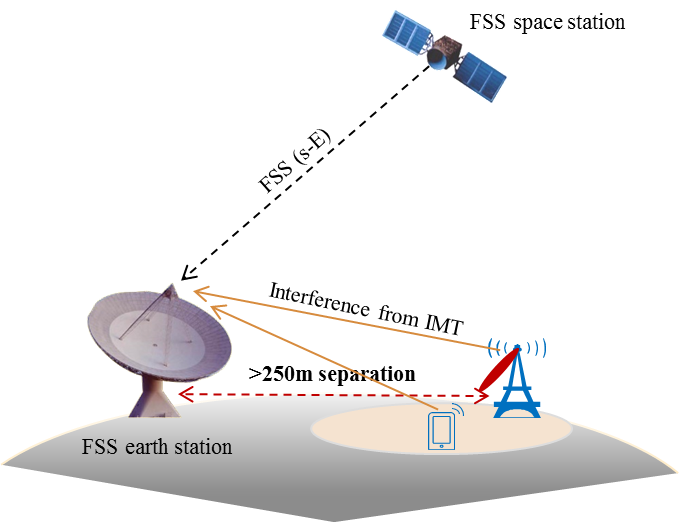 FSS space station
FSS (s-E)
Interference from IMT
>250m separation
FSS earth station